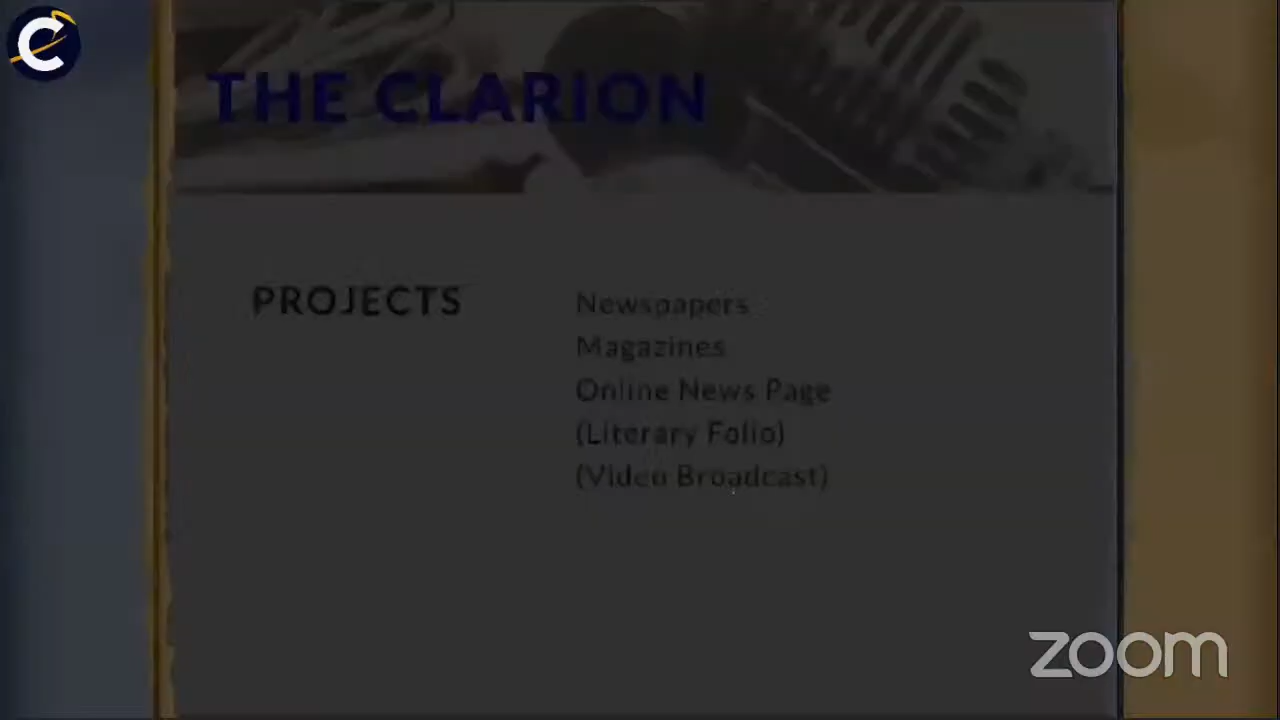 C
THE CLARION
PROJECTS
Newspapers
Magazines
Online News Page
(Literary Folio)
(Video Broadcast)
zoom